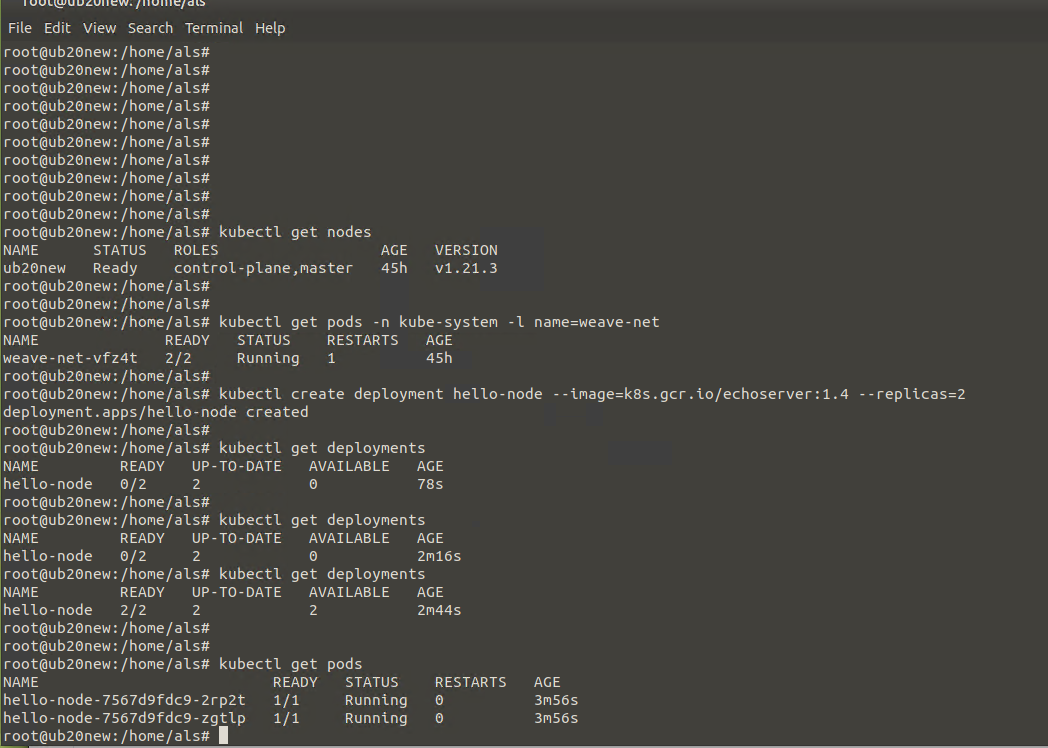 root@ub20new: /home/als
File Edit View Search Terminal Help
root@ub20new:/home/als#
root@ub20new:/home/als#
root@ub20new:/home/als#
root@ub20new:/home/als#
root@ub20new:/home/als#
root@ub20new:/home/als#
root@ub20new:/home/als#
root@ub20new:/home/als#
root@ub20new:/home/als#
root@ub20new:/home/als#
root@ub20new:/home/als# kubectl get nodes
NAME STATUS ROLES AGE VERSION
ub20new Ready control-plane,master 45h v1.21.3
root@ub20new:/home/als#
root@ub20new:/home/als#
root@ub20new:/home/als# kubectl get pods -n kube-system -l name=weave-net
NAME READY STATUS RESTARTS AGE
weave-net-vfz4t 2/2 Running 1 45h
root@ub20new:/home/als#
root@ub20new:/home/als# kubectl create deployment hello-node --image=k8s.gcr.io/echoserver:1.4 --replicas=2
deployment.apps/hello-node created
root@ub20new:/home/als#
root@ub20new:/home/als# kubectl get deployments
NAME READY UP-TO-DATE AVAILABLE AGE
hello-node 0/2 2 0 78s
root@ub20new:/home/als#
root@ub20new:/home/als# kubectl get deployments
NAME READY UP-TO-DATE AVAILABLE AGE
hello-node 0/2 2 0 2m16s
root@ub20new:/home/als# kubectl get deployments
NAME READY UP-TO-DATE AVAILABLE AGE
hello-node 2/2 2 2 2m44s
root@ub20new:/home/als#
root@ub20new:/home/als#
root@ub20new:/home/als# kubectl get pods
NAME READY STATUS RESTARTS AGE
hello-node-7567d9fdc9-2rp2t 1/1 Running 0 3m56s
hello-node-7567d9fdc9-zgtlp 1/1 Running 0 3m56s
root@ub20new:/home/als#